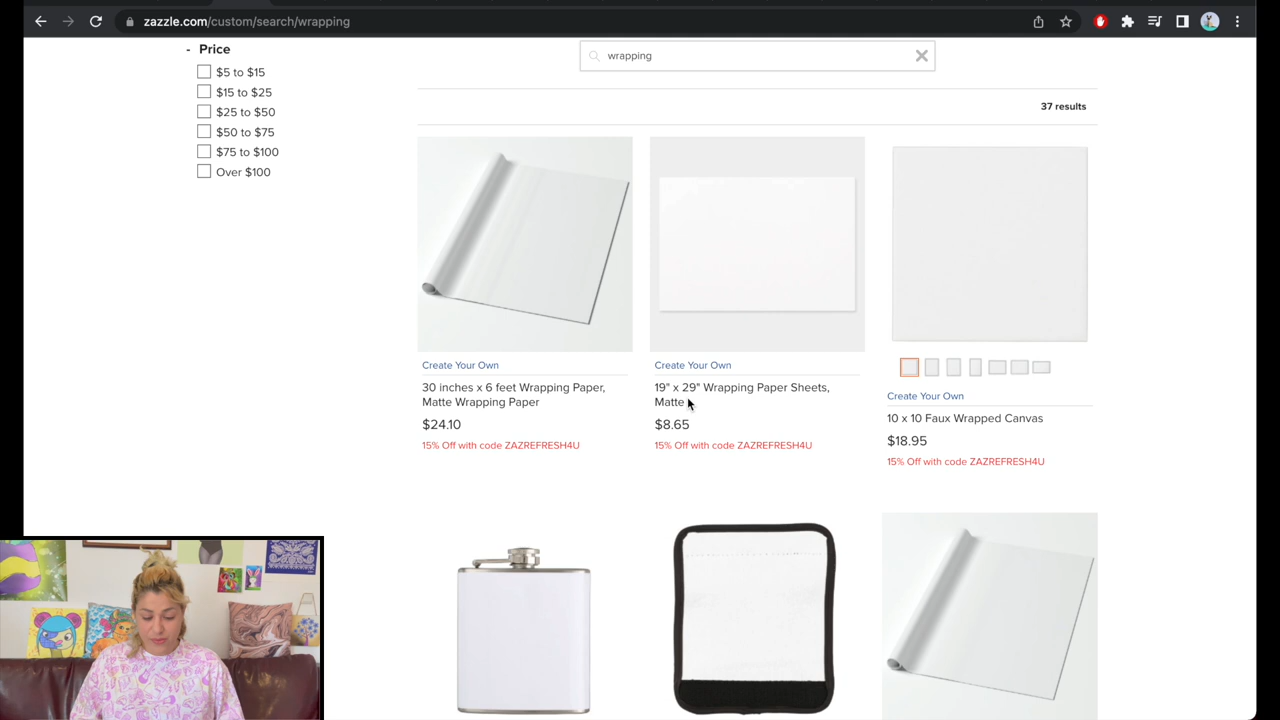 zazzle.com/custom/search/wrapping
- Price
$5 to $15
$15 to $25
$25 to $50
$50 to $75
$75 to $100
Over $100
wrapping
37 results
Create Your Own
30 inches x 6 feet Wrapping Paper,
Matte Wrapping Paper
$24.10
15% Off with code ZAZREFRESH4U
Create Your Own
19" x 29" Wrapping Paper Sheets,
Matte
$8.65
15% Off with code ZAZREFRESH4U
Create Your Own
10 x 10 Faux Wrapped Canvas
$18.95
15% Off with code ZAZREFRESH4U